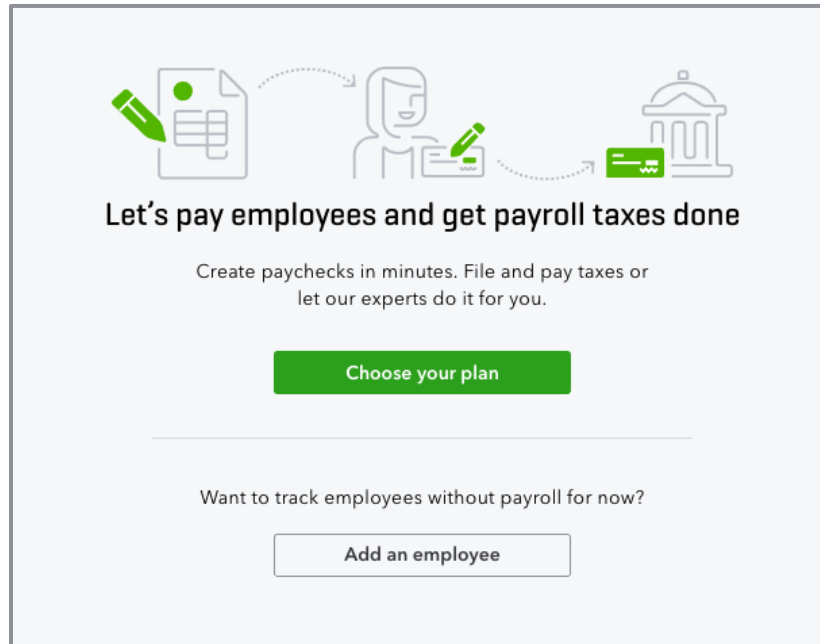 Let's pay employees and get payroll taxes done
Create paychecks in minutes. File and pay taxes or
let our experts do it for you.
Choose your plan
Want to track employees without payroll for now?
Add an employee